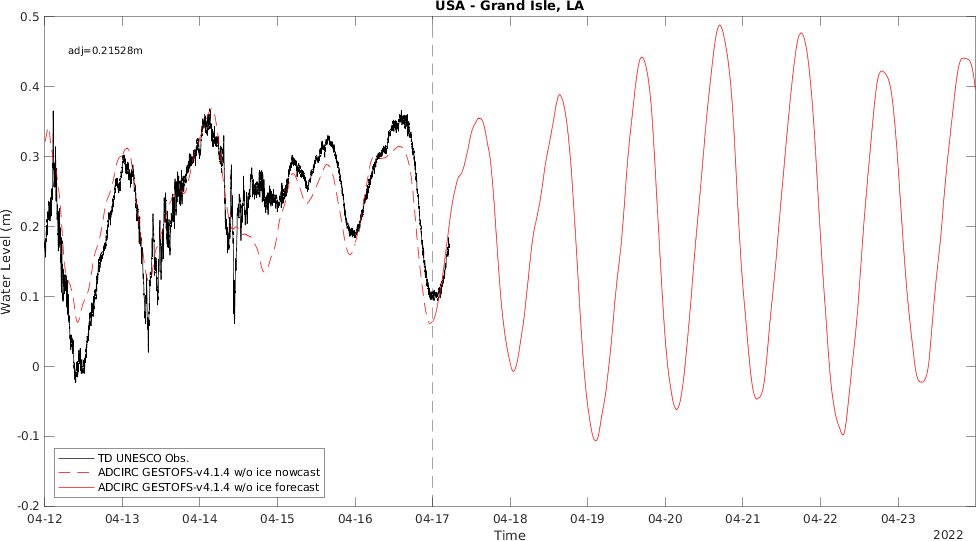 USA - Grand Isle, LA
adj=0.21528m
0.5
0.4
0.3
0.2
0.1
0
-0.1
-0.2
Water Level (m)
TD UNESCO Obs.
ADCIRC GESTOFS-v4.1.4 w/o ice nowcast
ADCIRC GESTOFS-v4.1.4 w/o ice forecast
04-12 04-13 04-14 04-15 04-16 04-17 04-18 04-19 04-20 04-21 04-22 04-23
Time
2022